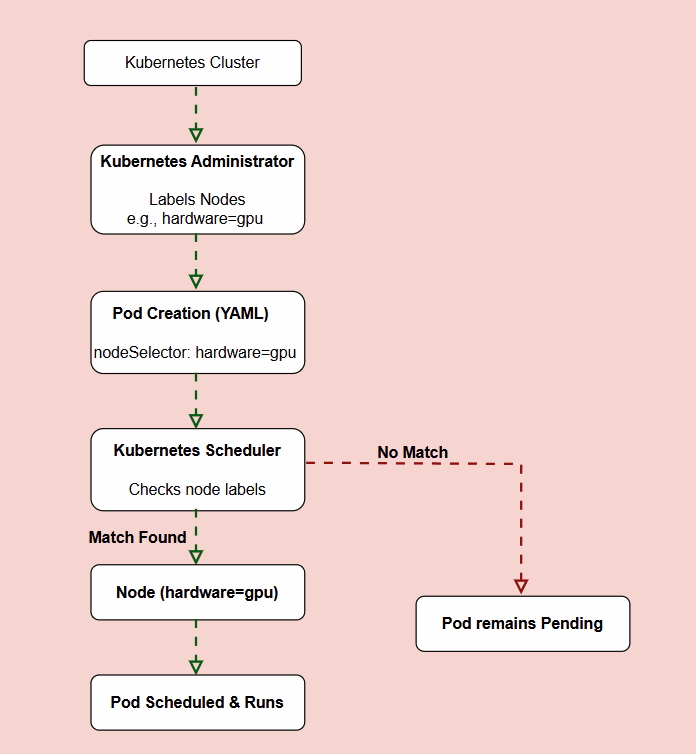 Kubernetes Cluster
Kubernetes Administrator
Labels Nodes
e.g., hardware=gpu
Pod Creation (YAML)
nodeSelector: hardware=gpu
Kubernetes Scheduler
Checks node labels
No Match
Match Found
Node (hardware=gpu)
Pod remains Pending
Pod Scheduled & Runs